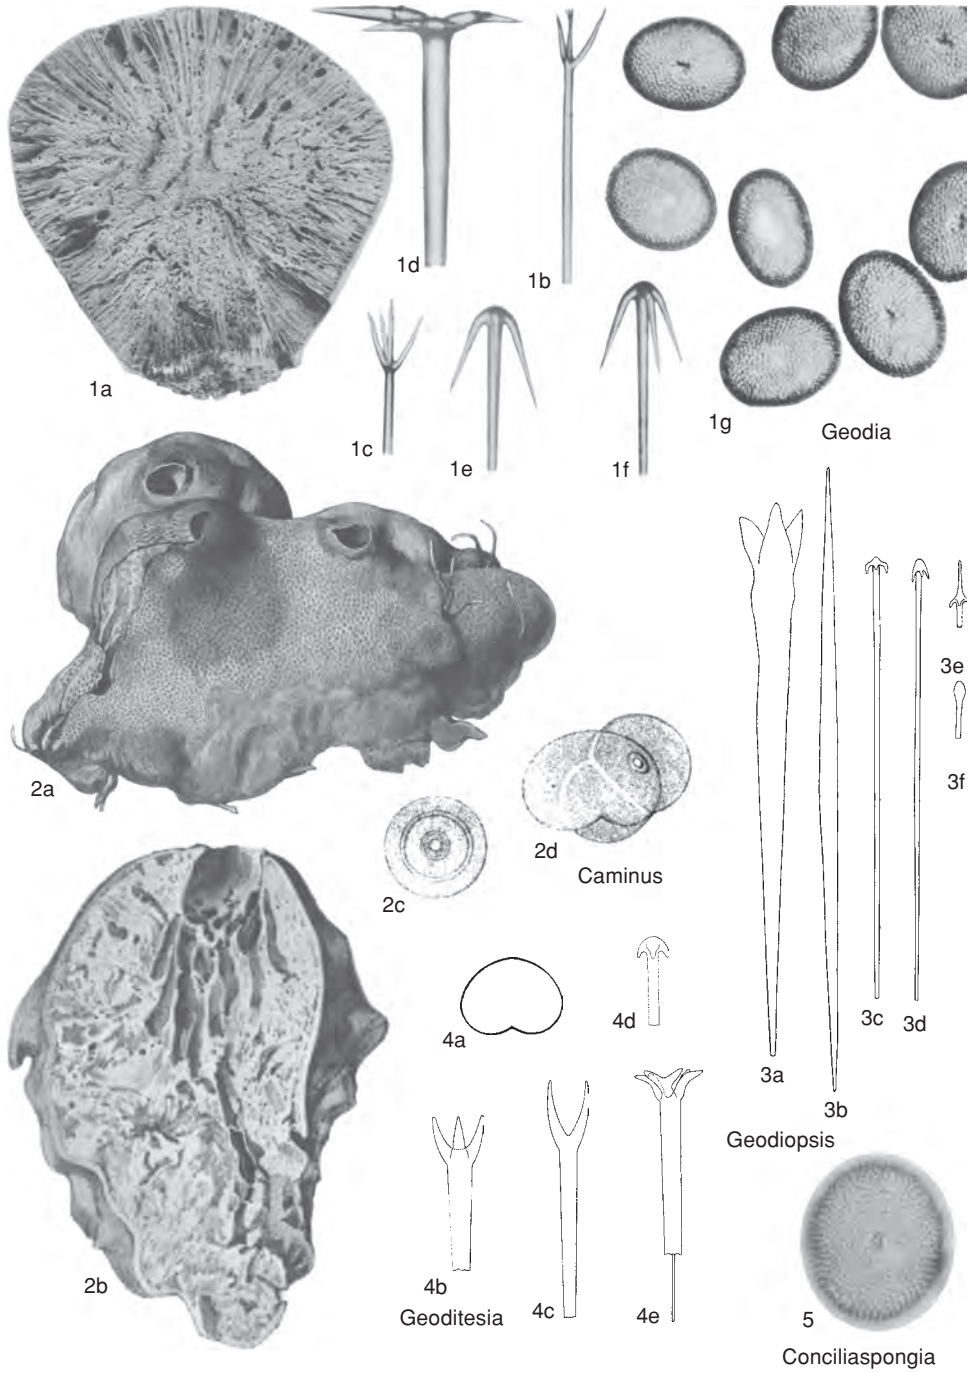 1d
1b
1a
1c
1e
1f
1g
Geodia
3e
2a
3f
2d
Caminus
2c
4a
4d
3c
3d
3a
3b
Geodiopsis
2b
4b
4c
4e
Geoditesia
5
Conciliaspongia